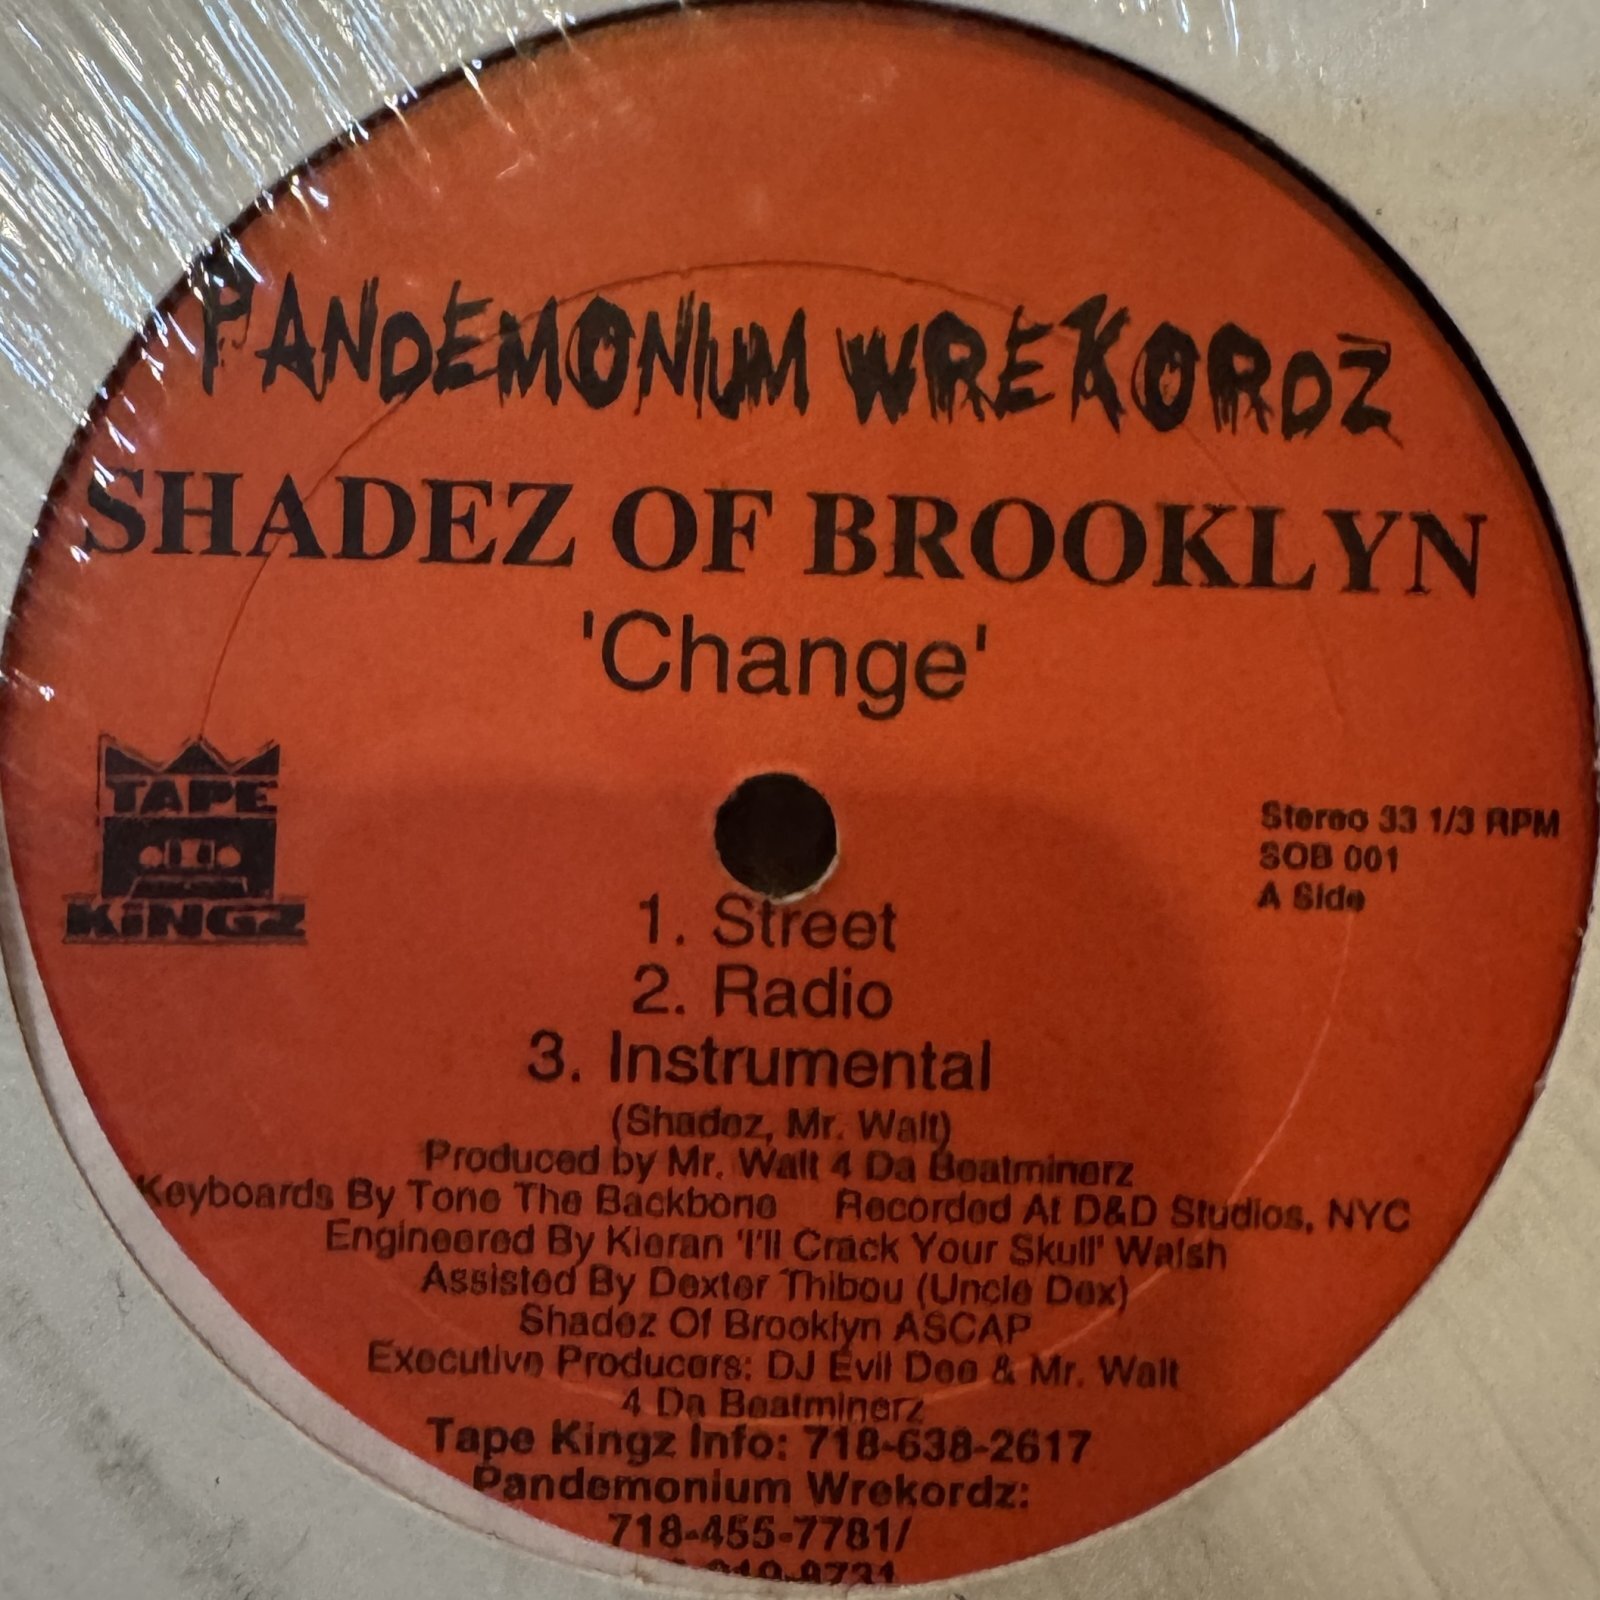 PANDEMONIUM WREKORDZ
SHADEZ OF BROOKLYN
'Change'
TAPE
KiNGZ
Stereo 33 1/3 RPM
SOB 001
A Side
1. Street
2. Radio
3. Instrumental
(Shadez, Mr. Walt)
Produced by Mr. Walt 4 Da Beatminerz
Keyboards By Tone The Backbone Recorded At D&D Studios, NYC
Engineered By Kieran 'I'll Crack Your Skull' Walsh
Assisted By Dexter Thibou (Uncle Dex)
Shadez Of Brooklyn ASCAP
Executive Producers: DJ Evil Dee & Mr. Walt
4 Da Beatminerz
Tape Kingz Info: 718-638-2617
Pandemonium Wrekordz:
718-455-7781/